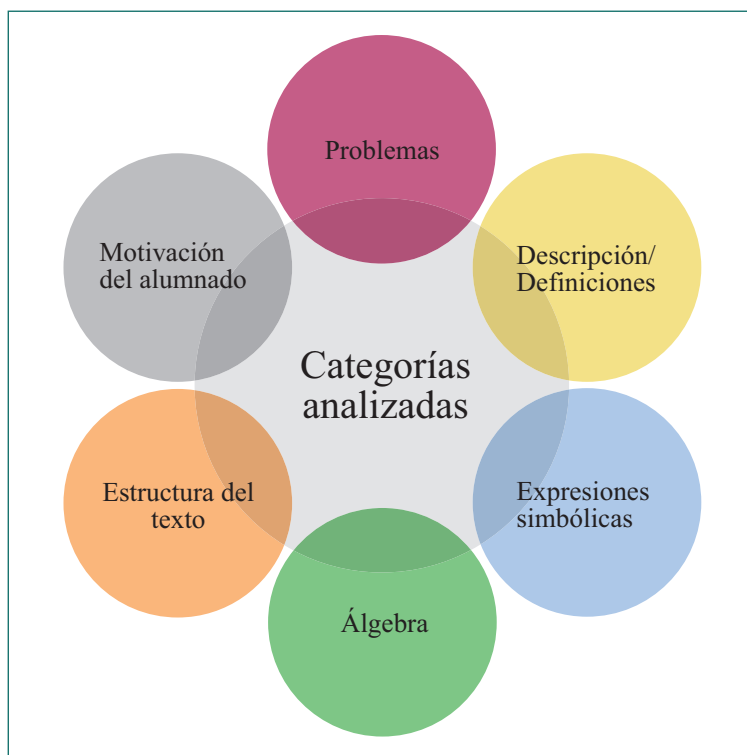 Problemas
Motivación
del alumnado
Descripción/
Definiciones
Categorías
analizadas
Estructura del
texto
Expresiones
simbólicas
Álgebra